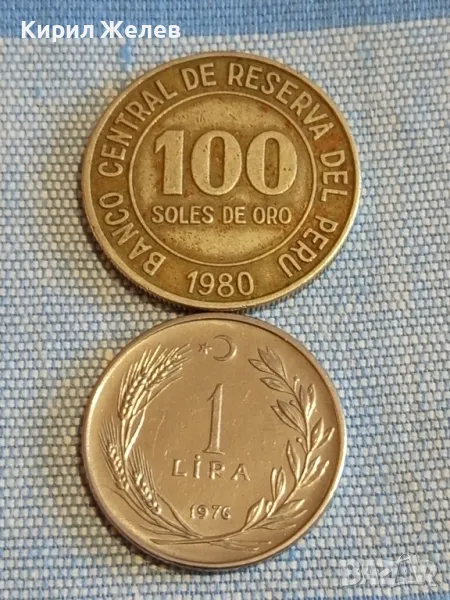 Кирил Желев
BANCO CENTRAL DE RESERVA DEL PERU
100
SOLES DE ORO
1980
1
LİRA
1976